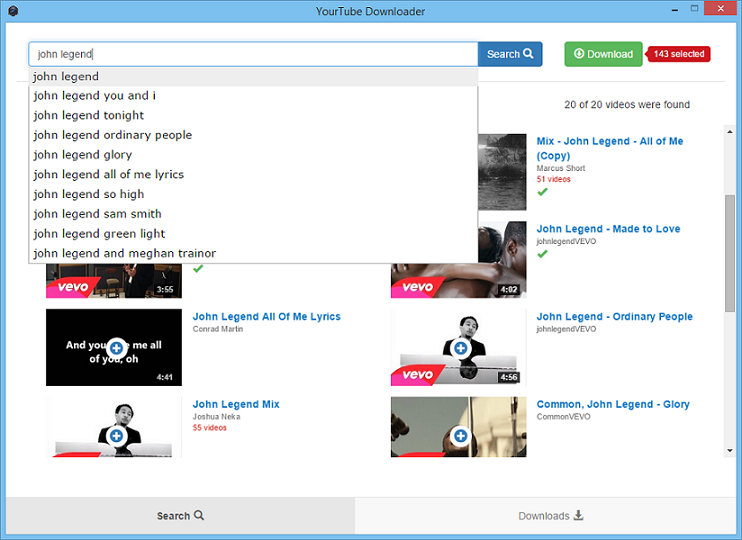 YourTube Downloader
john legend
Search
Download
143 selected
john legend
john legend you and i
john legend tonight
john legend ordinary people
john legend glory
john legend all of me lyrics
john legend so high
john legend sam smith
john legend green light
john legend and meghan trainor
20 of 20 videos were found
Mix - John Legend - All of Me
(Copy)
Marcus Short
51 videos
vevo
3:55
vevo
4:02
John Legend - Made to Love
johnlegendVEVO
And you me all
of you, oh
4:41
John Legend All Of Me Lyrics
Conrad Martin
vevo
4:56
John Legend - Ordinary People
johnlegendVEVO
John Legend Mix
Joshua Neka
55 videos
vevo
Common, John Legend - Glory
CommonVEVO
Search
Downloads